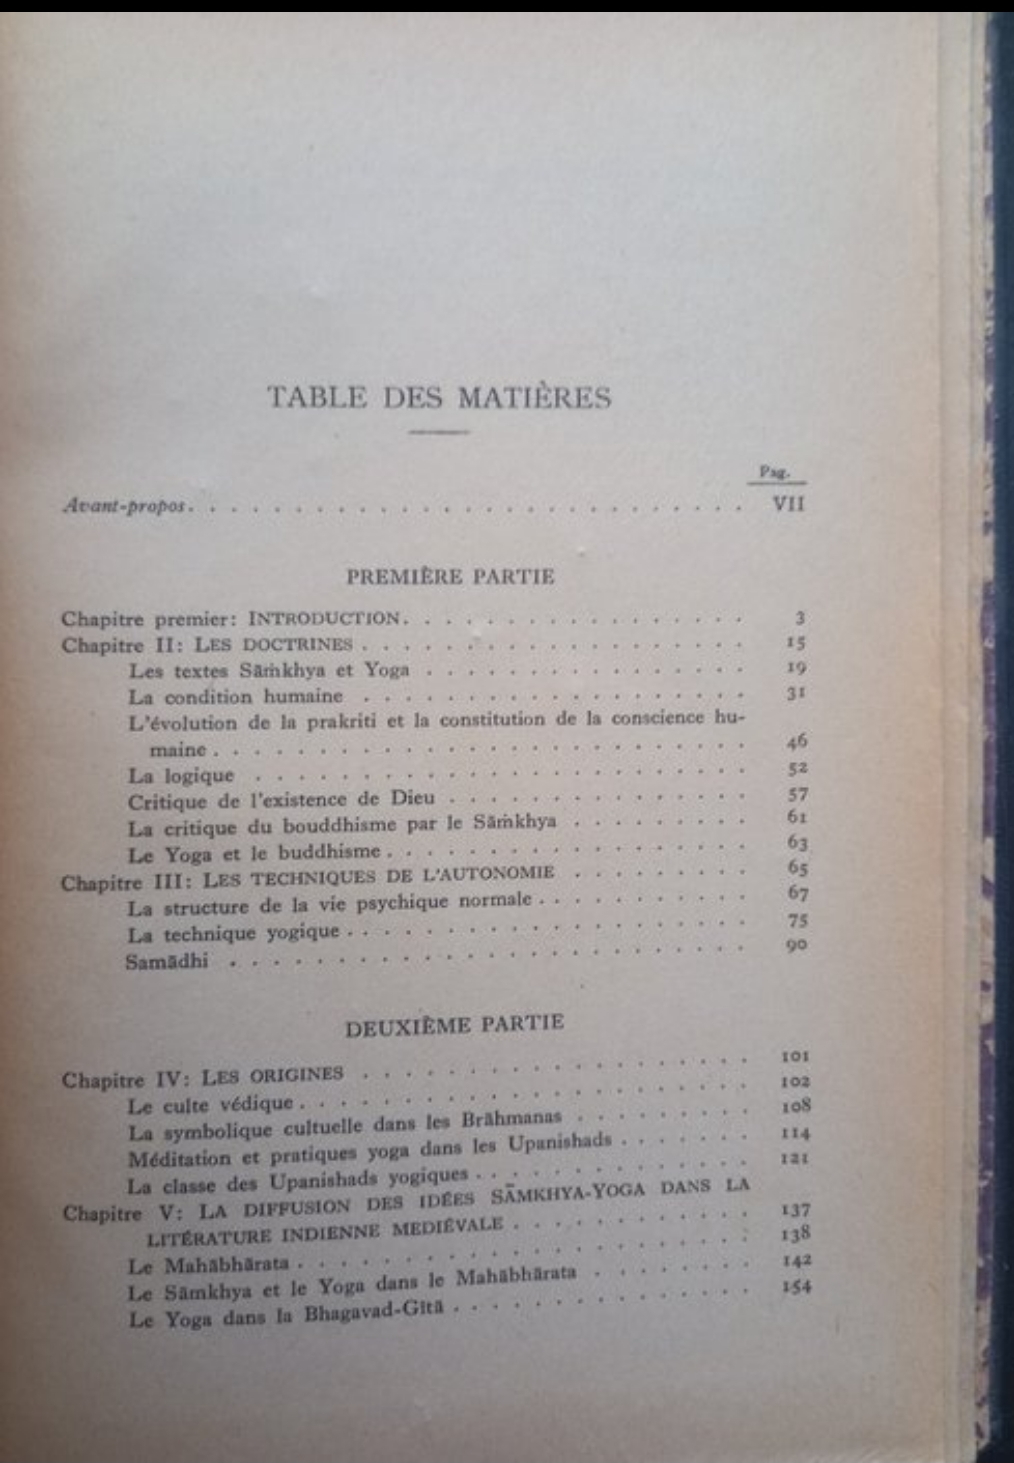 TABLE DES MATIÈRES
Pag.
Avant-propos. . . . . . . . . . . . . . . . . . . . . . . . . . . VII
PREMIÈRE PARTIE
Chapitre premier: INTRODUCTION. . . . . . . . . . . . . . . . . 3
Chapitre II: LES DOCTRINES . . . . . . . . . . . . . . . . . . . 15
Les textes Sāṁkhya et Yoga . . . . . . . . . . . . . . . . 19
La condition humaine . . . . . . . . . . . . . . . . . . . 31
L'évolution de la prakriti et la constitution de la conscience hu-
maine . . . . . . . . . . . . . . . . . . . . . . . . . . 46
La logique . . . . . . . . . . . . . . . . . . . . . . . . 52
Critique de l'existence de Dieu . . . . . . . . . . . . . . 57
La critique du bouddhisme par le Sāṁkhya . . . . . . . . . 61
Le Yoga et le buddhisme . . . . . . . . . . . . . . . . . . 63
Chapitre III: LES TECHNIQUES DE L'AUTONOMIE . . . . . . . . . 65
La structure de la vie psychique normale . . . . . . . . . . 67
La technique yogique . . . . . . . . . . . . . . . . . . . 75
Samādhi . . . . . . . . . . . . . . . . . . . . . . . . . 90
DEUXIÈME PARTIE
Chapitre IV: LES ORIGINES . . . . . . . . . . . . . . . . . . . 101
Le culte védique . . . . . . . . . . . . . . . . . . . . . 102
La symbolique cultuelle dans les Brāhmanas . . . . . . . . . 108
Méditation et pratiques yoga dans les Upanishads . . . . . . . 114
La classe des Upanishads yogiques . . . . . . . . . . . . . 121
Chapitre V: LA DIFFUSION DES IDÉES SĀMKHYA-YOGA DANS LA
LITÉRATURE INDIENNE MEDIÉVALE . . . . . . . . . . . . 137
Le Mahābhārata . . . . . . . . . . . . . . . . . . . . . . 138
Le Sāmkhya et le Yoga dans le Mahābhārata . . . . . . . . 142
Le Yoga dans la Bhagavad-Gītā . . . . . . . . . . . . . . 154